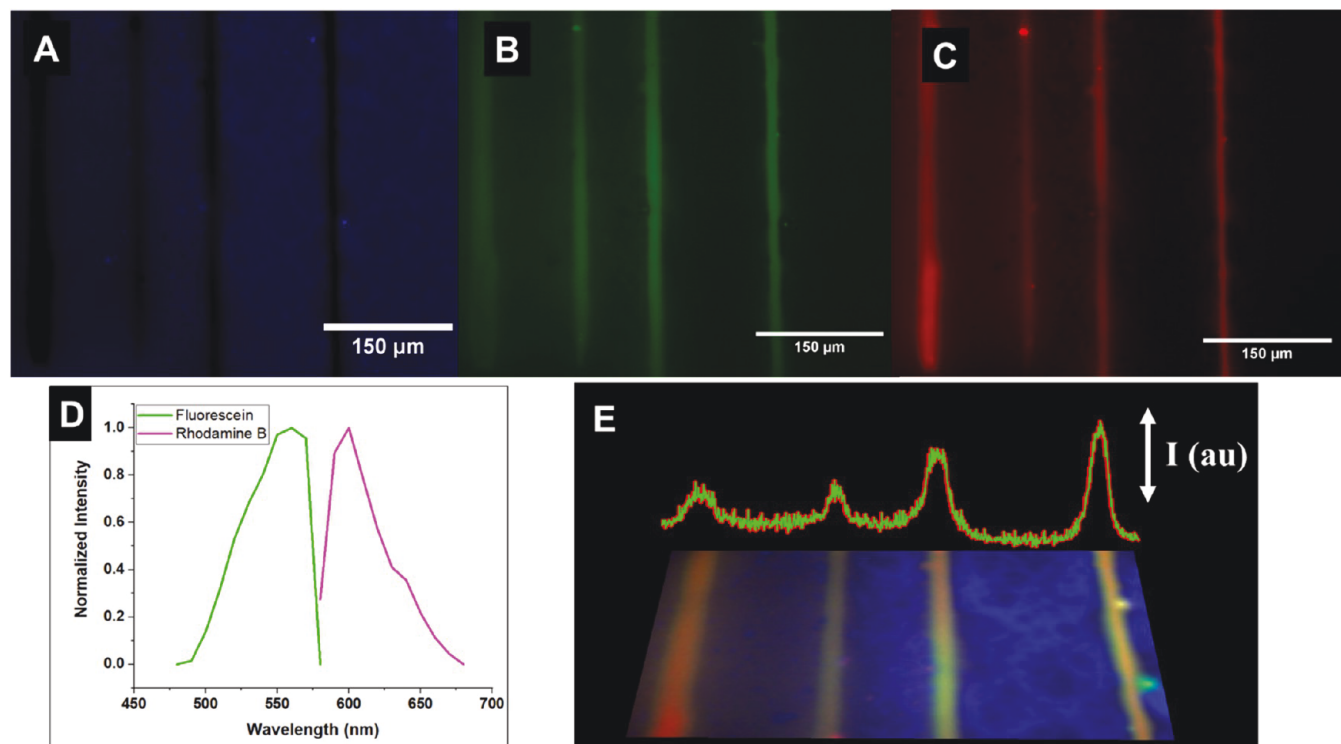 A
B
C
150 µm
150 µm
150 µm
D
Fluorescein
Rhodamine B
Normalized Intensity
1.0
0.8
0.6
0.4
0.2
0.0
450
500
550
600
650
700
Wavelength (nm)
E
I (au)